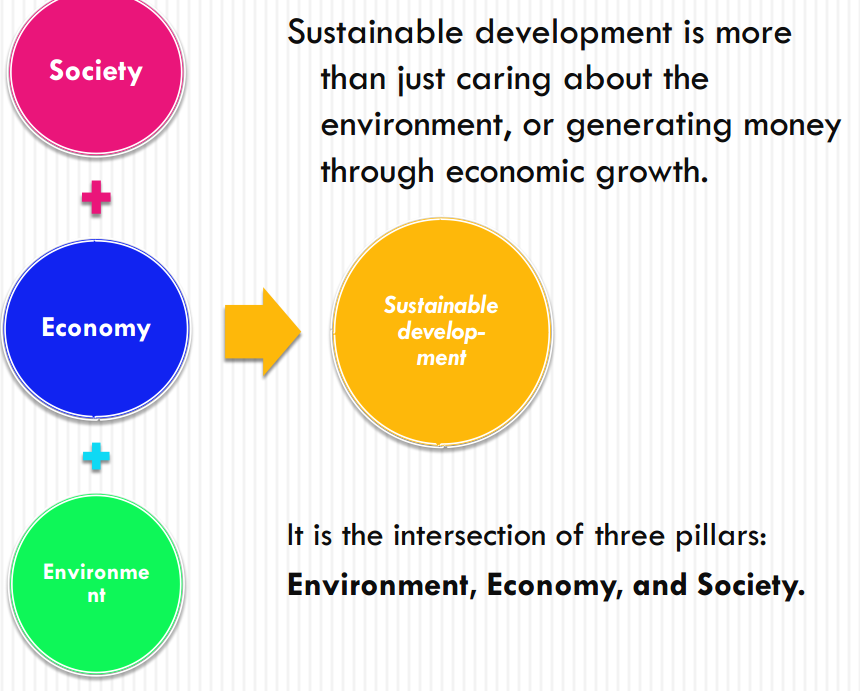 Society
Sustainable development is more
than just caring about the
environment, or generating money
through economic growth.
Economy
Sustainable
develop-
ment
Environme
nt
It is the intersection of three pillars:
Environment, Economy, and Society.